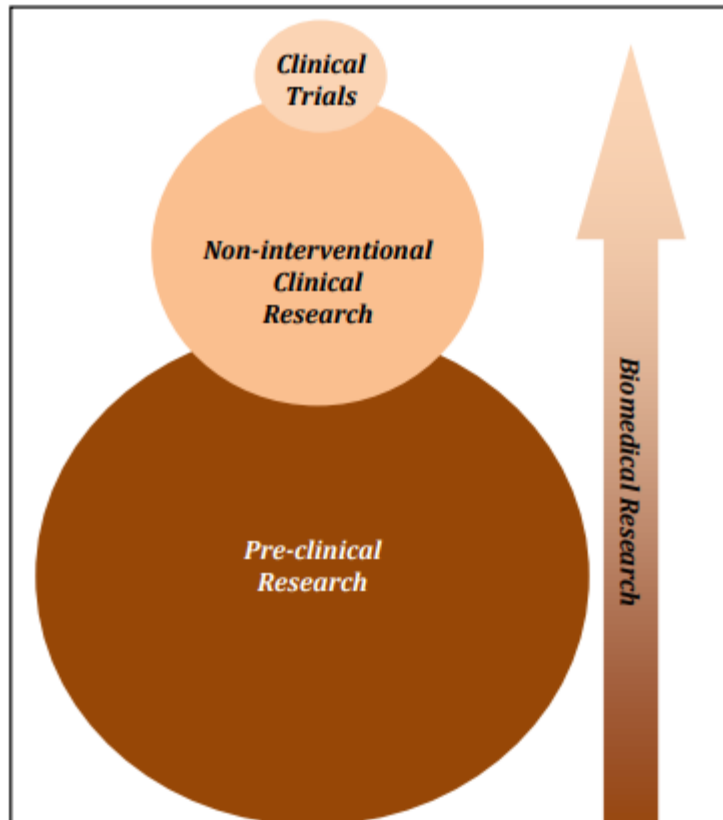 Clinical
Trials
Non-interventional
Clinical
Research
Pre-clinical
Research
Biomedical Research